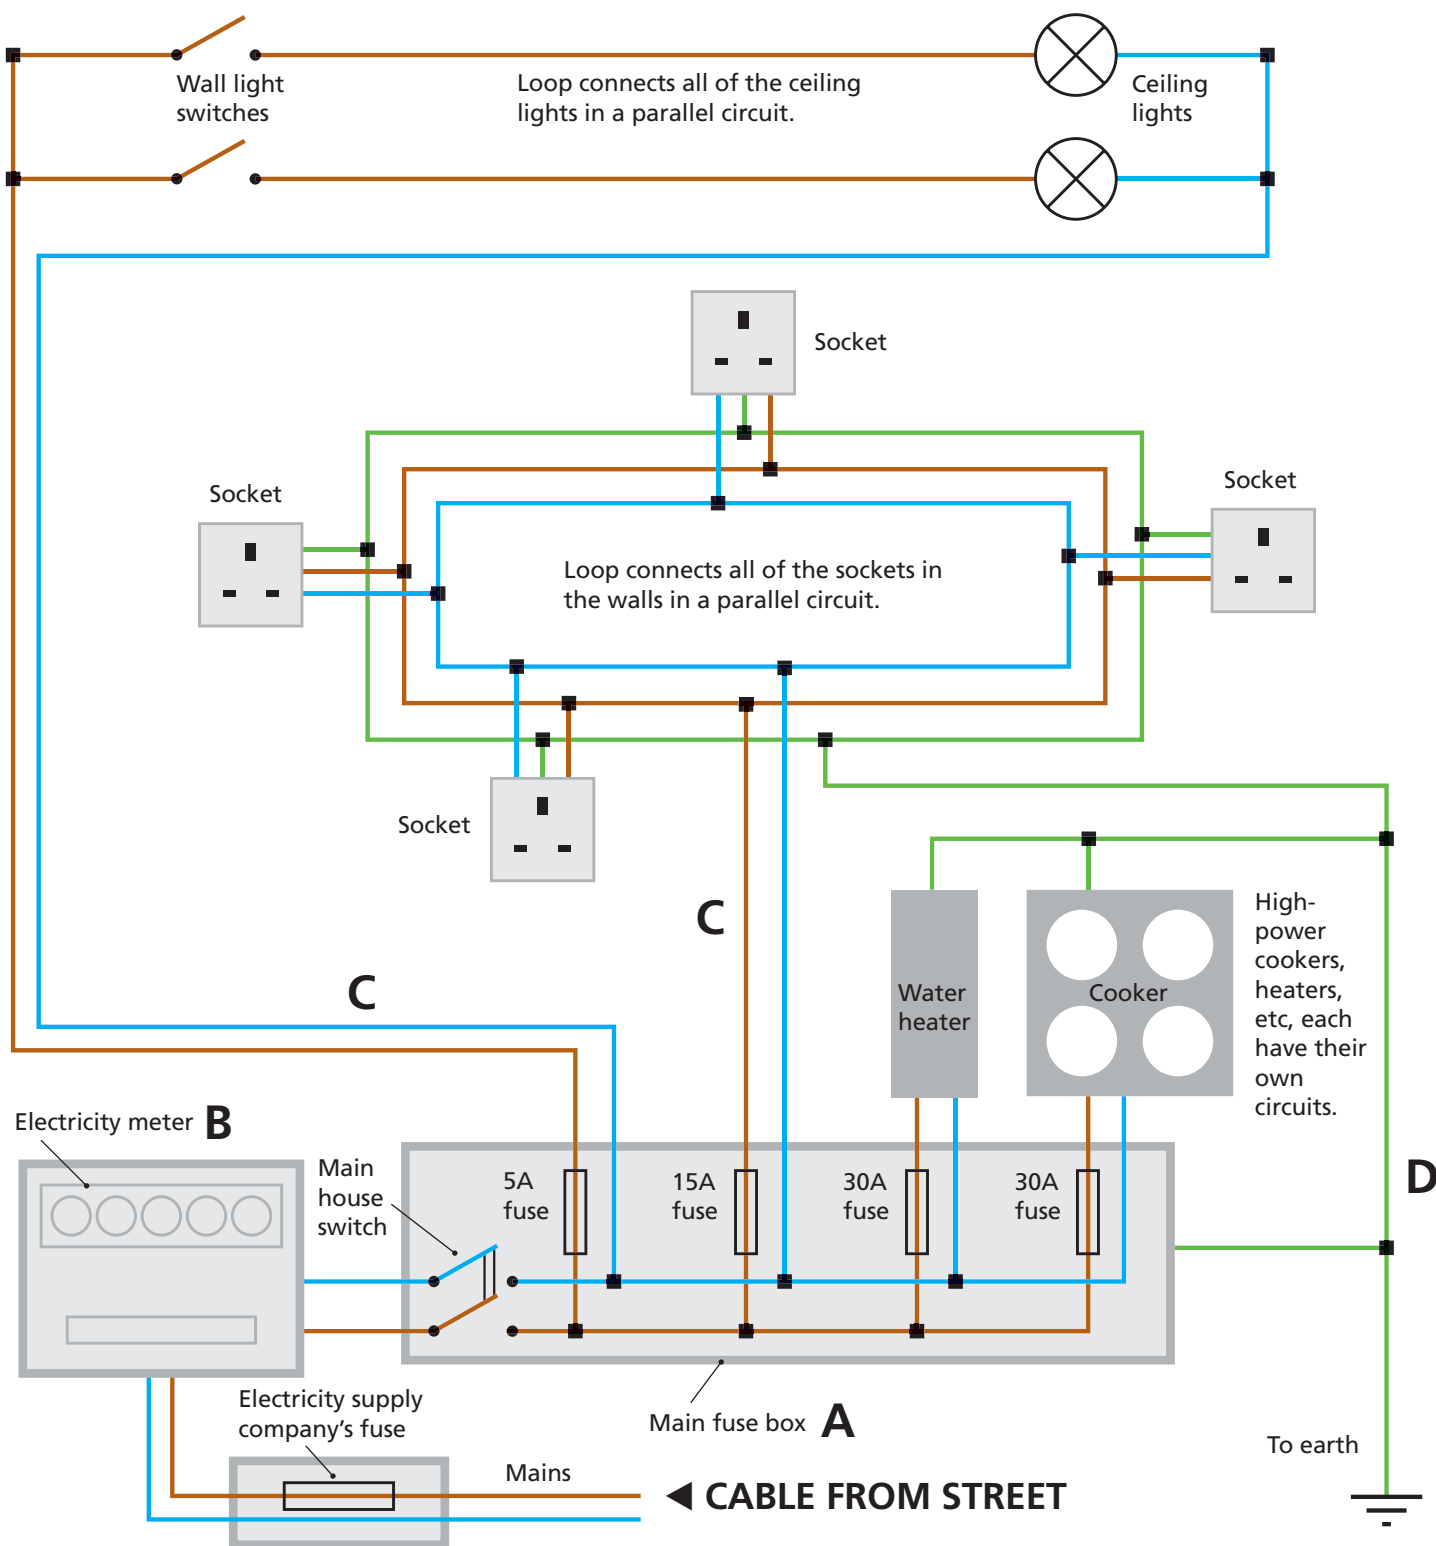 Wall light
switches
Loop connects all of the ceiling
lights in a parallel circuit.
Ceiling
lights
Socket
Socket
Socket
Loop connects all of the sockets in
the walls in a parallel circuit.
Socket
C
C
Water
heater
Cooker
High-
power
cookers,
heaters,
etc, each
have their
own
circuits.
Electricity meter B
Main
house
switch
5A
fuse
15A
fuse
30A
fuse
30A
fuse
D
Electricity supply
company’s fuse
Main fuse box A
To earth
Mains
◀ CABLE FROM STREET